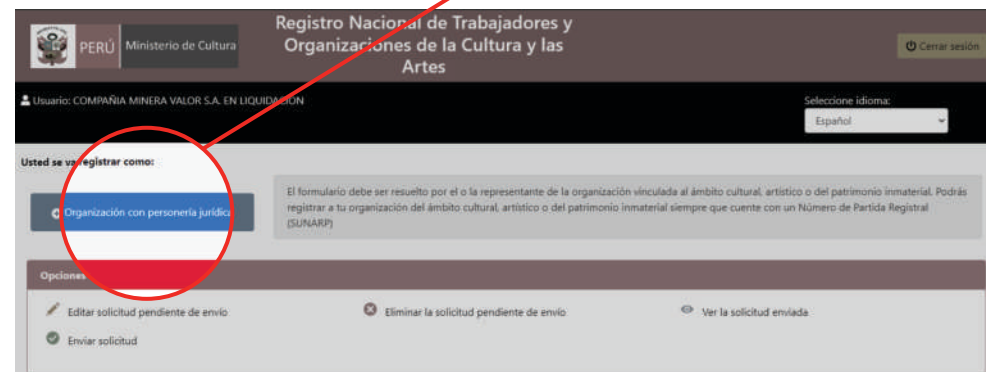 Registro Nacional de Trabajadores y
Organizaciones de la Cultura y las
Artes
PERÚ Ministerio de Cultura
Cerrar sesión
Usuario: COMPAÑIA MINERA VALOR S.A. EN LIQUIDACION
Seleccione idioma:
Español
Usted se va registrar como:
Organización con personería jurídica
El formulario debe ser resuelto por el o la representante de la organización vinculada al ámbito cultural, artístico o del patrimonio inmaterial. Podrás
registrar a tu organización del ámbito cultural, artístico o del patrimonio inmaterial siempre que cuente con un Número de Partida Registral
(SUNARP)
Opciones
Editar solicitud pendiente de envío
Eliminar la solicitud pendiente de envío
Ver la solicitud enviada
Enviar solicitud